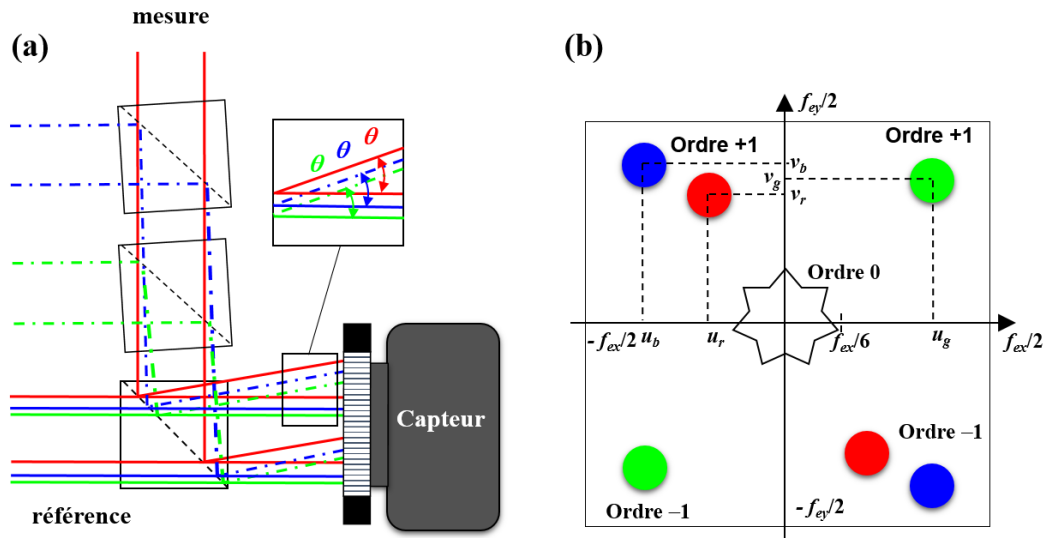 mesure
(a)
θ θ θ
Capteur
référence
(b)
f_ey/2
Ordre +1
Ordre +1
v_b
v_g
v_r
Ordre 0
-f_ex/2
u_b
u_r
f_ex/6
u_g
f_ex/2
Ordre –1
Ordre –1
-f_ey/2